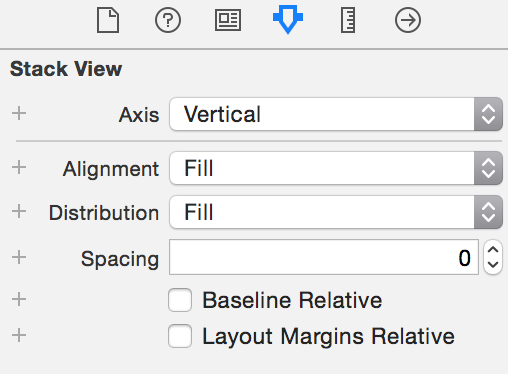 ?
Stack View
+ Axis Vertical
+ Alignment Fill
+ Distribution Fill
+ Spacing 0
+ Baseline Relative
+ Layout Margins Relative